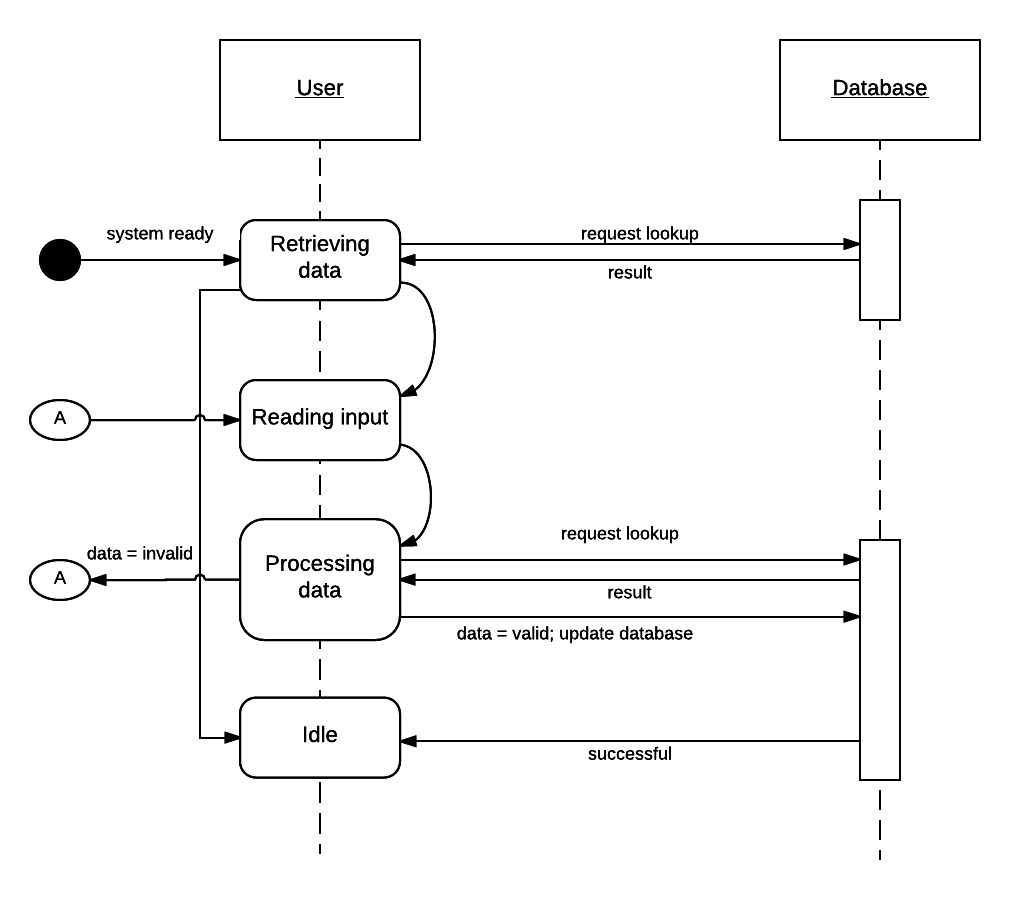 User
Database
system ready
Retrieving
data
request lookup
result
A
Reading input
data = invalid
A
Processing
data
request lookup
result
data = valid; update database
Idle
successful